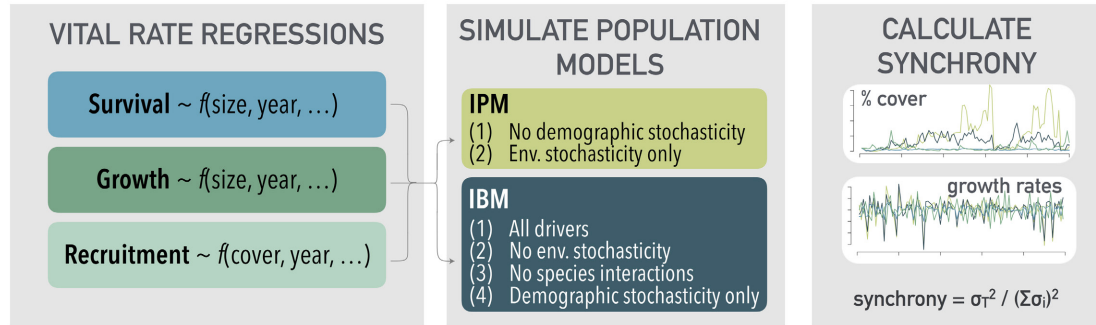 VITAL RATE REGRESSIONS
Survival ~ f(size, year, …)
Growth ~ f(size, year, …)
Recruitment ~ f(cover, year, …)
SIMULATE POPULATION
MODELS
IPM
(1) No demographic stochasticity
(2) Env. stochasticity only
IBM
(1) All drivers
(2) No env. stochasticity
(3) No species interactions
(4) Demographic stochasticity only
CALCULATE
SYNCHRONY
% cover
growth rates
synchrony = σT² / (Σσi)²